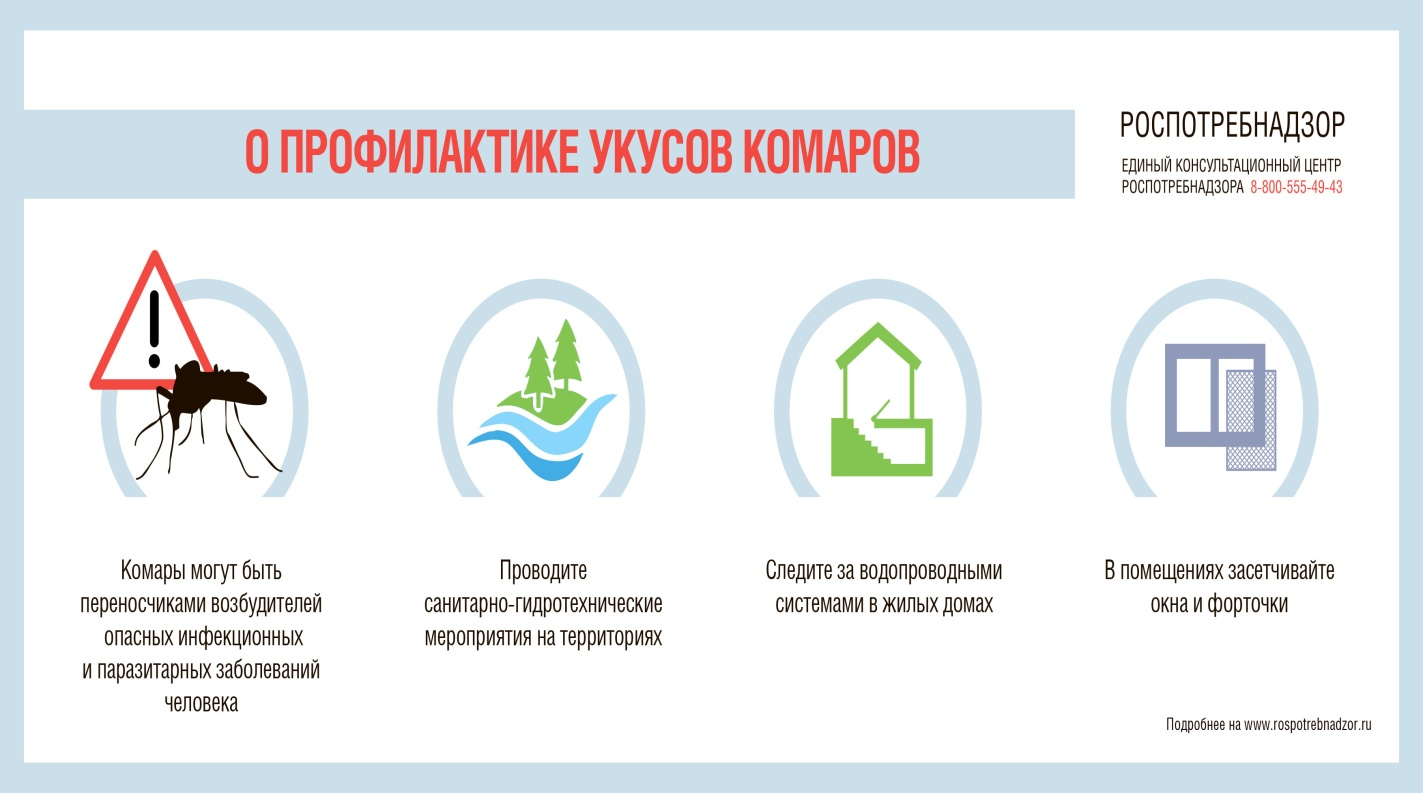 О ПРОФИЛАКТИКЕ УКУСОВ КОМАРОВ
РОСПОТРЕБНАДЗОР
ЕДИНЫЙ КОНСУЛЬТАЦИОННЫЙ ЦЕНТР
РОСПОТРЕБНАДЗОРА 8-800-555-49-43
Комары могут быть
переносчиками возбудителей
опасных инфекционных
и паразитарных заболеваний
человека
Проводите
санитарно-гидротехнические
мероприятия на территориях
Следите за водопроводными
системами в жилых домах
В помещениях засетчивайте
окна и форточки
Подробнее на www.rospotrebnadzor.ru